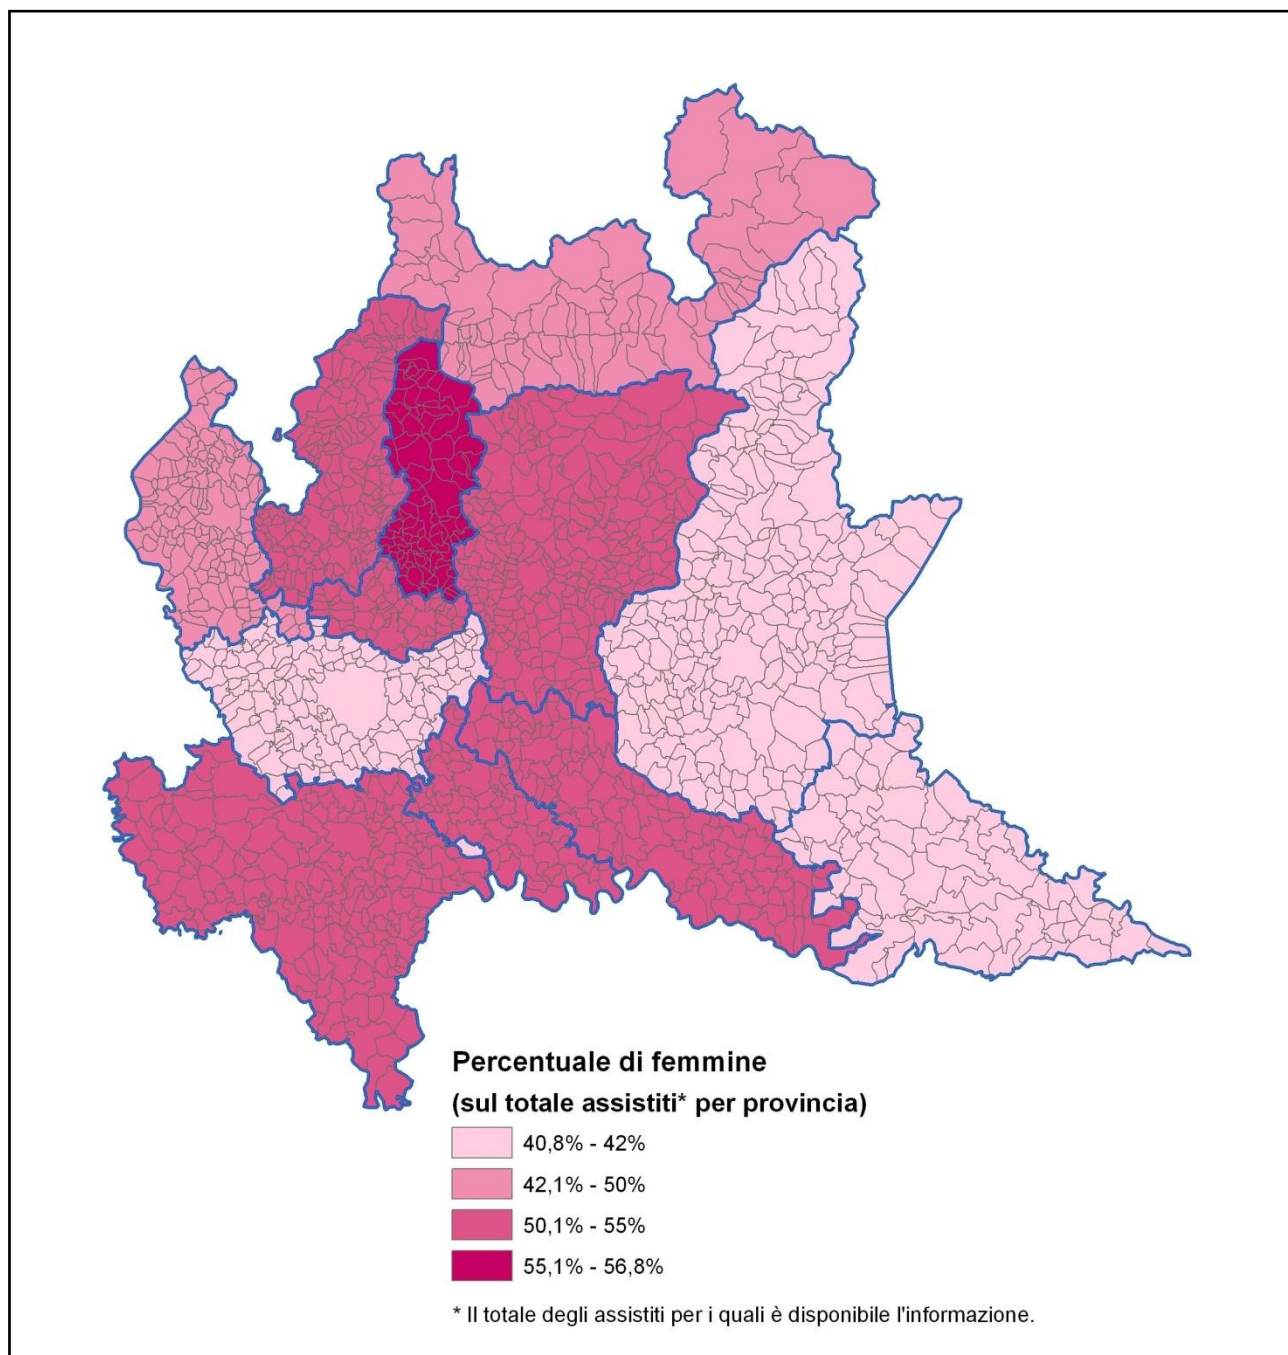 Percentuale di femmine
(sul totale assistiti* per provincia)
40,8% - 42%
42,1% - 50%
50,1% - 55%
55,1% - 56,8%
* Il totale degli assistiti per i quali è disponibile l'informazione.